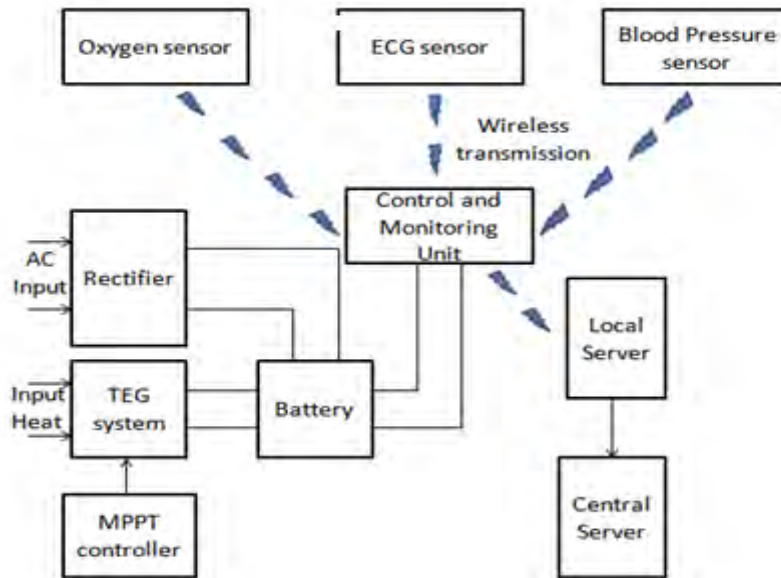 Oxygen sensor
ECG sensor
Blood Pressure
sensor
Wireless
transmission
Control and
Monitoring
Unit
AC
Input
Rectifier
Local
Server
Input
Heat
TEG
system
Battery
MPPT
controller
Central
Server